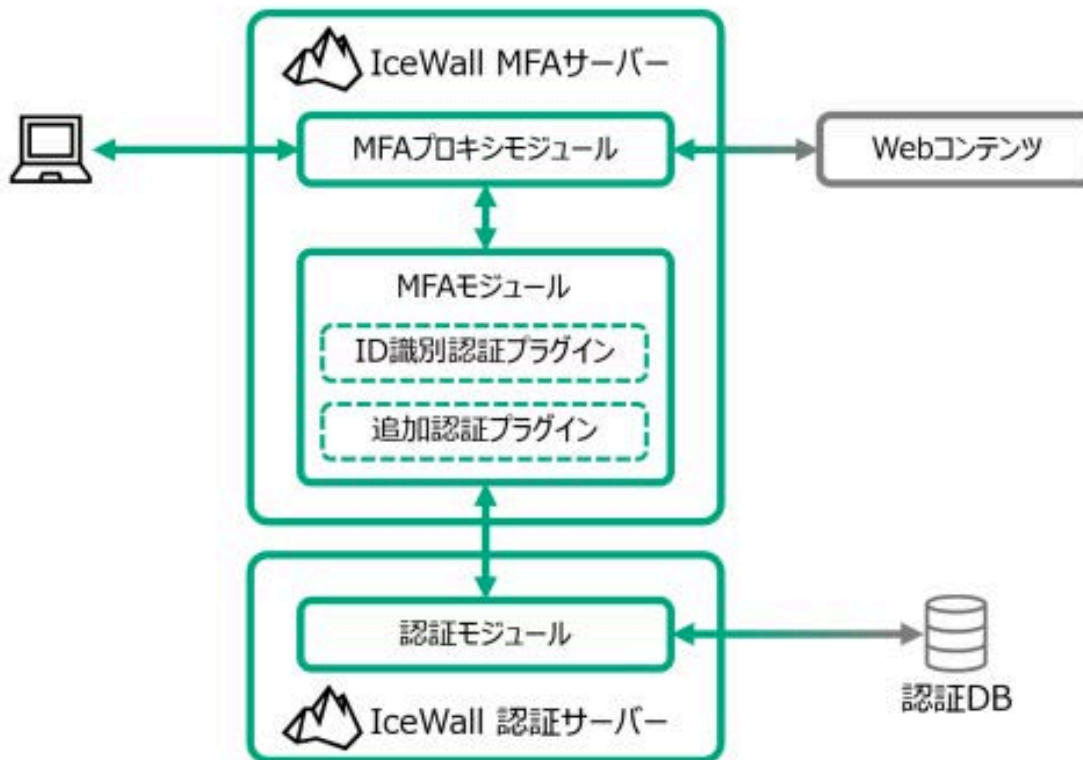 IceWall MFAサーバー
MFAプロキシモジュール
Webコンテンツ
MFAモジュール
ID識別認証プラグイン
追加認証プラグイン
認証モジュール
認証DB
IceWall 認証サーバー